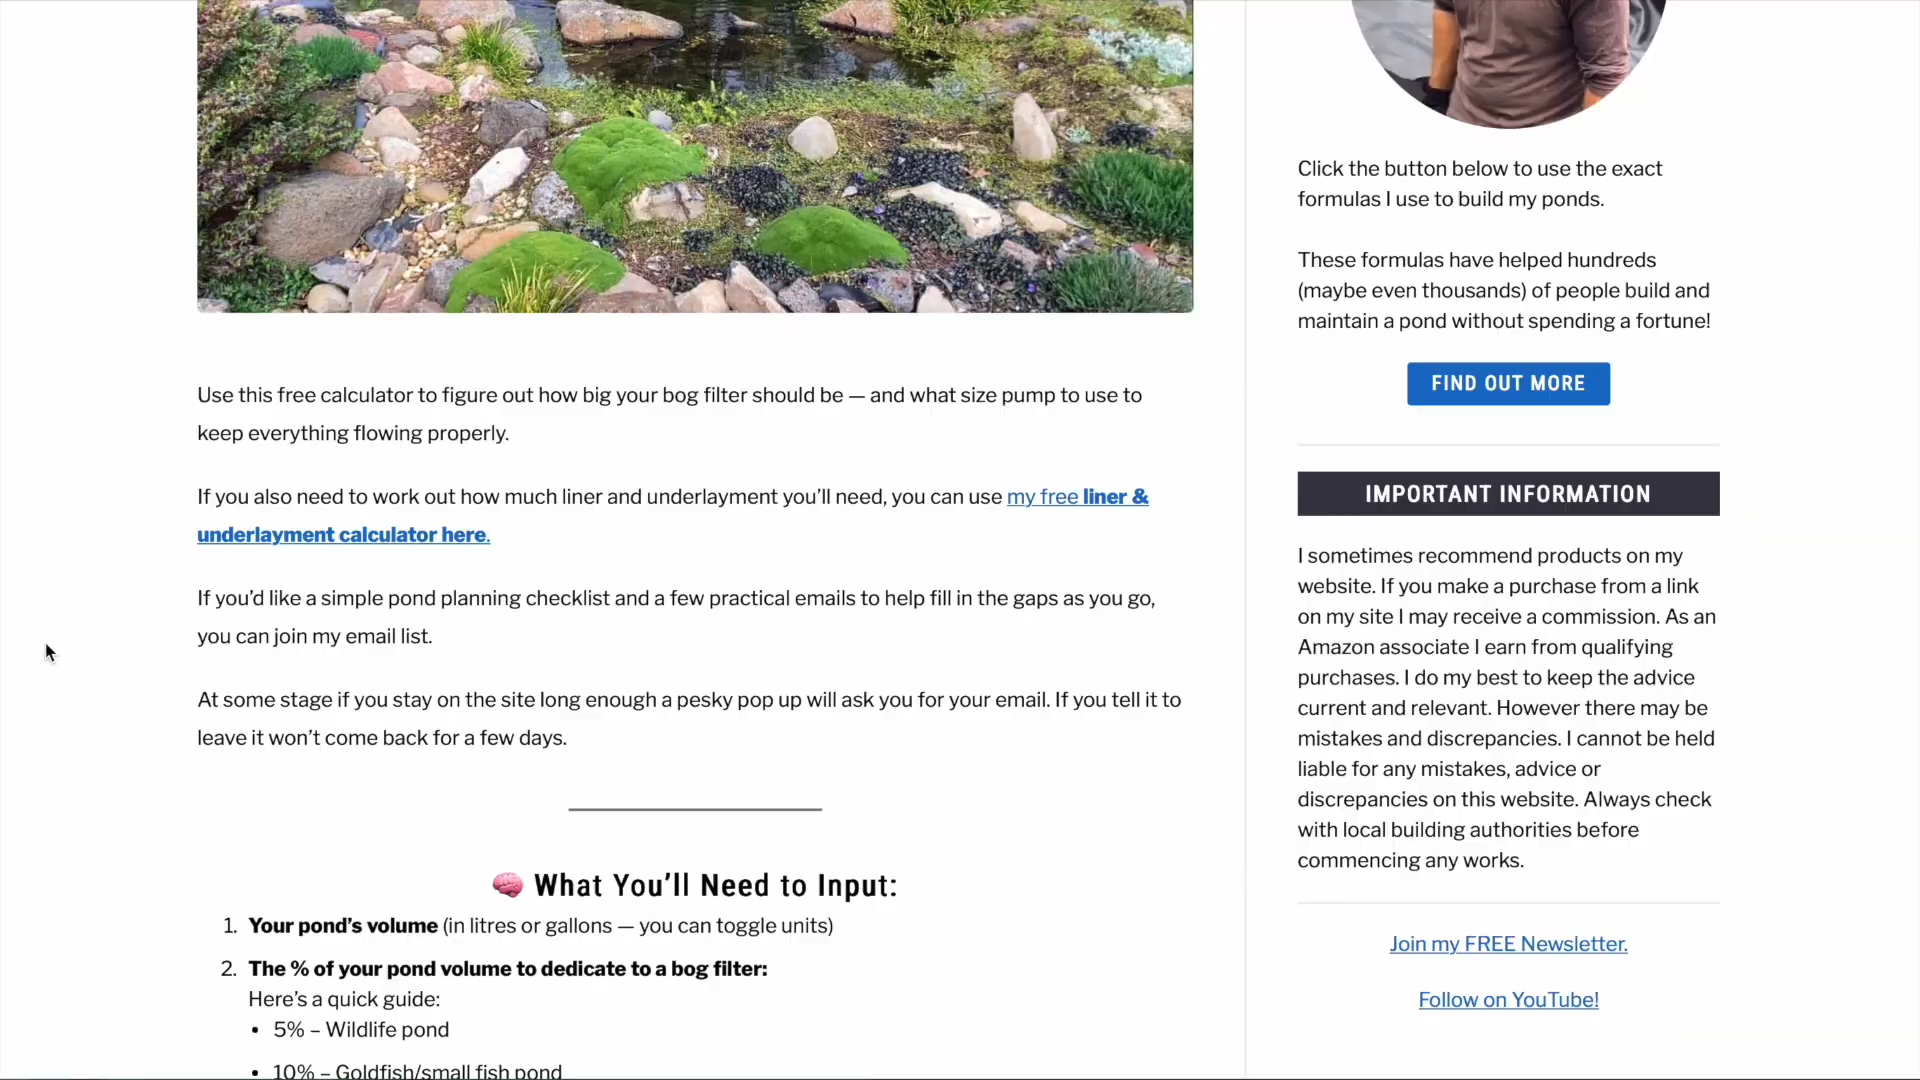 Use this free calculator to figure out how big your bog filter should be — and what size pump to use to
keep everything flowing properly.
If you also need to work out how much liner and underlayment you’ll need, you can use my free liner &
underlayment calculator here.
If you’d like a simple pond planning checklist and a few practical emails to help fill in the gaps as you go,
you can join my email list.
At some stage if you stay on the site long enough a pesky pop up will ask you for your email. If you tell it to
leave it won’t come back for a few days.
🧠 What You’ll Need to Input:
1. Your pond’s volume (in litres or gallons — you can toggle units)
2. The % of your pond volume to dedicate to a bog filter:
Here’s a quick guide:
• 5% – Wildlife pond
• 10% – Goldfish/small fish pond
Click the button below to use the exact
formulas I use to build my ponds.
These formulas have helped hundreds
(maybe even thousands) of people build and
maintain a pond without spending a fortune!
FIND OUT MORE
IMPORTANT INFORMATION
I sometimes recommend products on my
website. If you make a purchase from a link
on my site I may receive a commission. As an
Amazon associate I earn from qualifying
purchases. I do my best to keep the advice
current and relevant. However there may be
mistakes and discrepancies. I cannot be held
liable for any mistakes, advice or
discrepancies on this website. Always check
with local building authorities before
commencing any works.
Join my FREE Newsletter.
Follow on YouTube!